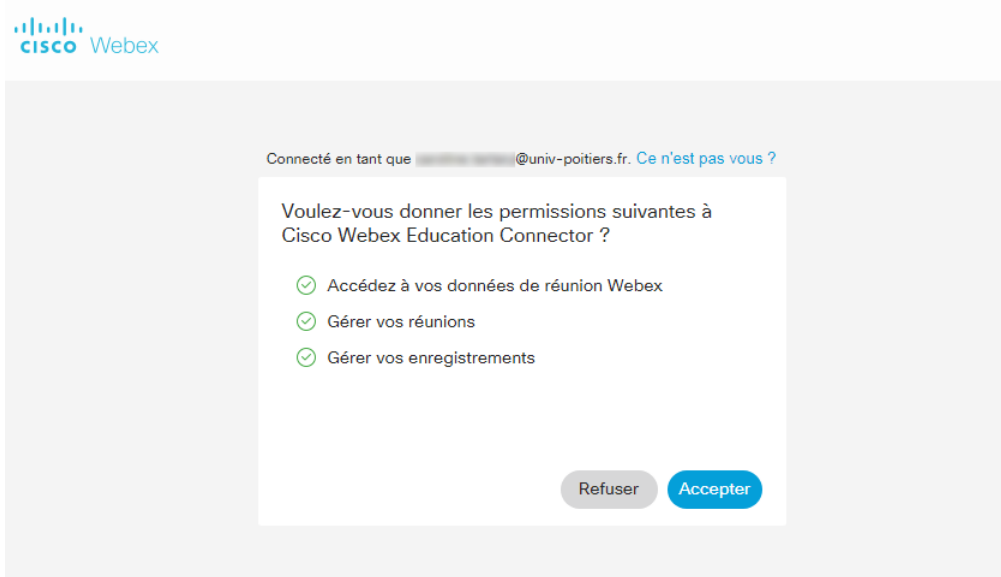 cisco Webex
Connecté en tant que @univ-poitiers.fr. Ce n'est pas vous ?
Voulez-vous donner les permissions suivantes à
Cisco Webex Education Connector ?
Accédez à vos données de réunion Webex
Gérer vos réunions
Gérer vos enregistrements
Refuser Accepter